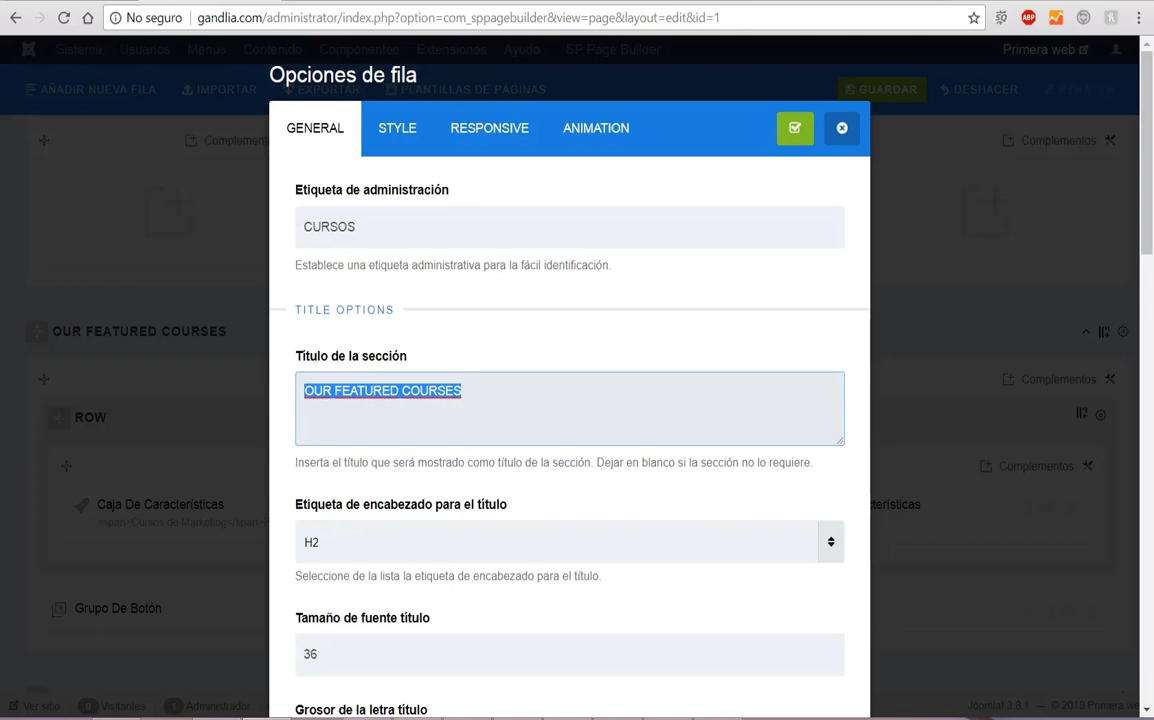 No seguro gandlia.com/administrator/index.php?option=com_sppagebuilder&view=page&layout=edit&id=1
ABP
Sistema Usuarios Menús Contenido Componentes Extensiones Ayuda SP Page Builder Primera web
Opciones de fila
AÑADIR NUEVA FILA IMPORTAR EXPORTAR PLANTILLAS DE PÁGINAS GUARDAR DESHACER
GENERAL STYLE RESPONSIVE ANIMATION
Complementos
Etiqueta de administración
CURSOS
Establece una etiqueta administrativa para la fácil identificación.
TITLE OPTIONS
OUR FEATURED COURSES
Título de la sección
Complementos
OUR FEATURED COURSES
ROW
Inserta el título que será mostrado como título de la sección. Dejar en blanco si la sección no lo requiere.
Complementos
Caja De Características
<span>Cursos de Marketing</span>
Etiqueta de encabezado para el título
H2
Seleccione de la lista la etiqueta de encabezado para el título.
Grupo De Botón
Tamaño de fuente título
36
Ver sitio 0 Visitantes 1 Administrador
Grosor de la letra título
Joomla! 3.8.1 — © 2018 Primera web